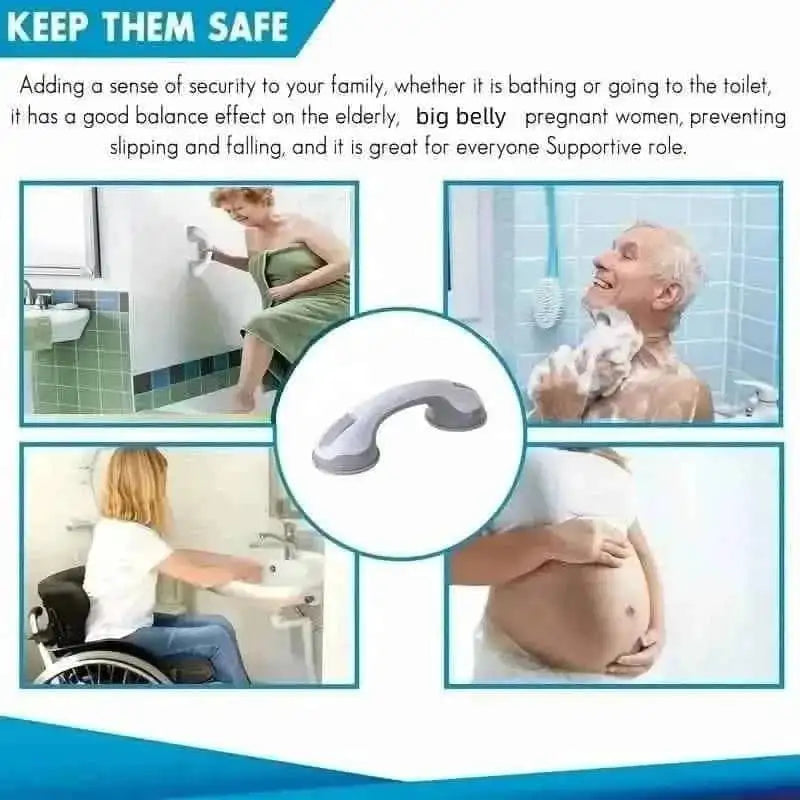 KEEP THEM SAFE
Adding a sense of security to your family, whether it is bathing or going to the toilet,
it has a good balance effect on the elderly, big belly pregnant women, preventing
slipping and falling, and it is great for everyone Supportive role.